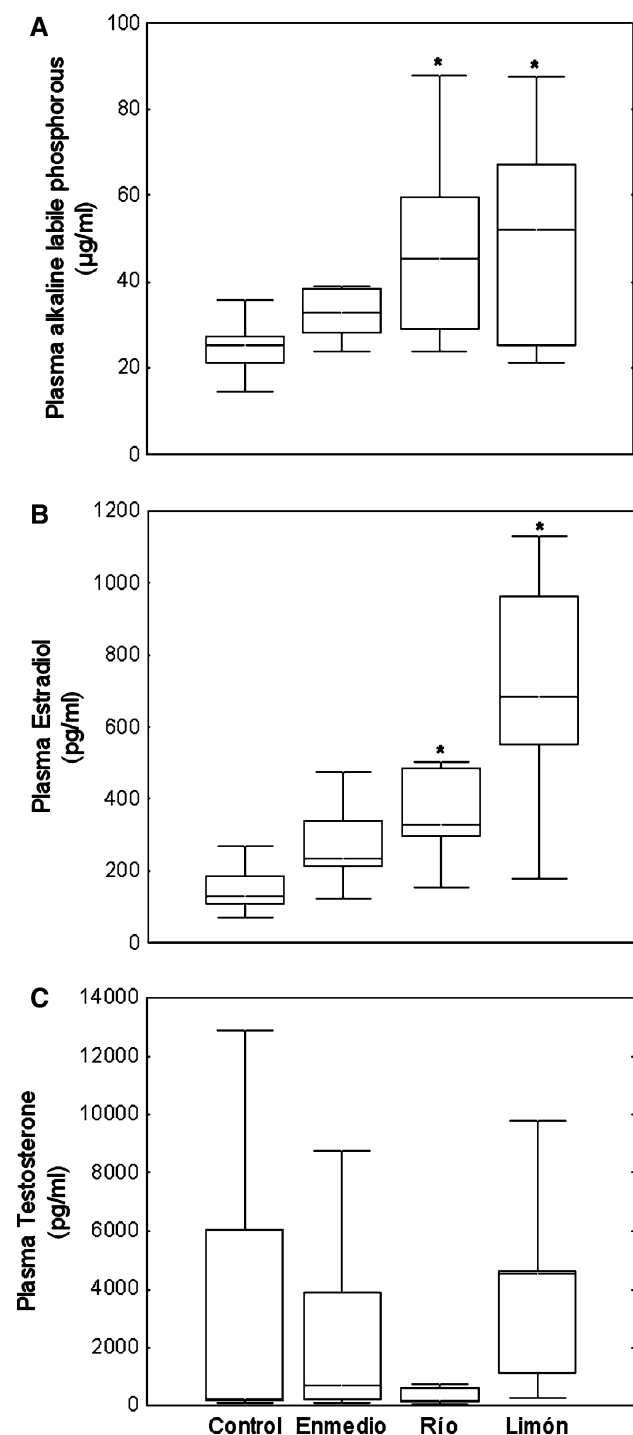 A
Plasma alkaline labile phosphorous
(µg/ml)
100
80
60
40
20
0
*
*
B
Plasma Estradiol
(pg/ml)
1200
1000
800
600
400
200
0
*
*
C
Plasma Testosterone
(pg/ml)
14000
12000
10000
8000
6000
4000
2000
0
Control Enmedio Río Limón